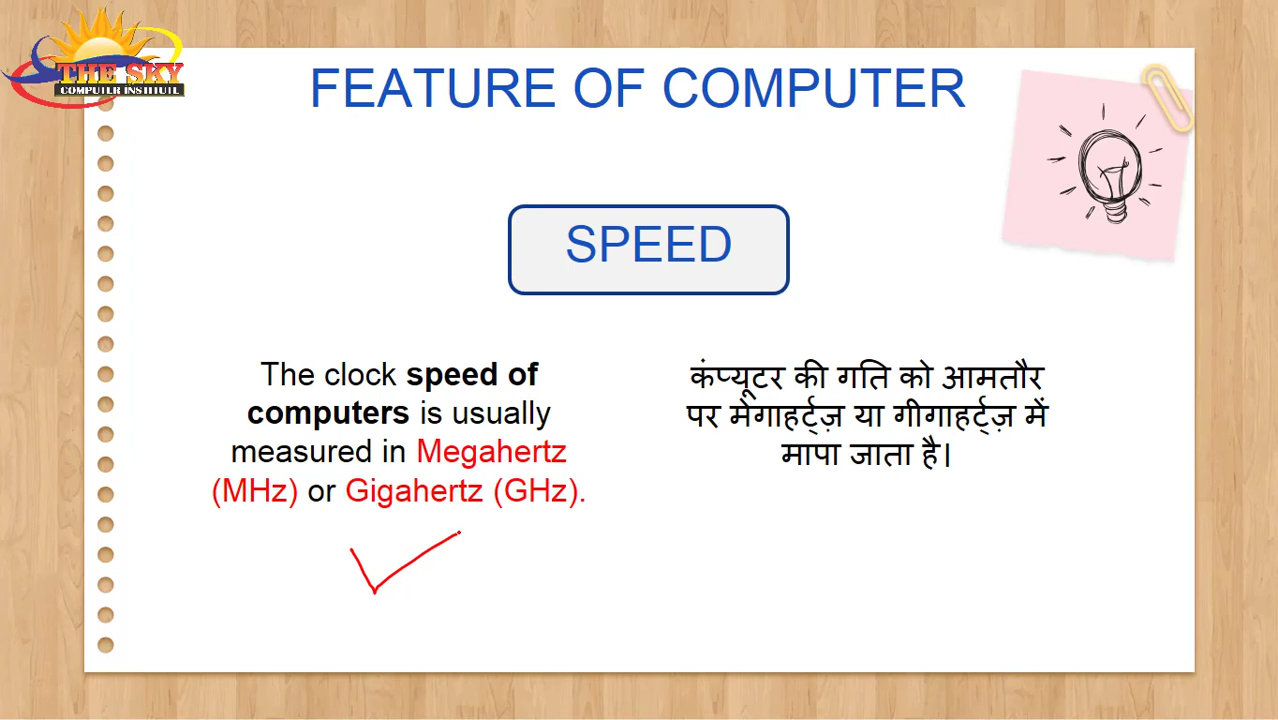 THE SKY
COMPUTER INSTITUTE
FEATURE OF COMPUTER
SPEED
The clock speed of
computers is usually
measured in Megahertz
(MHz) or Gigahertz (GHz).
कंप्यूटर की गति को आमतौर
पर मेगाहर्ट्ज़ या गीगाहर्ट्ज़ में
मापा जाता है।